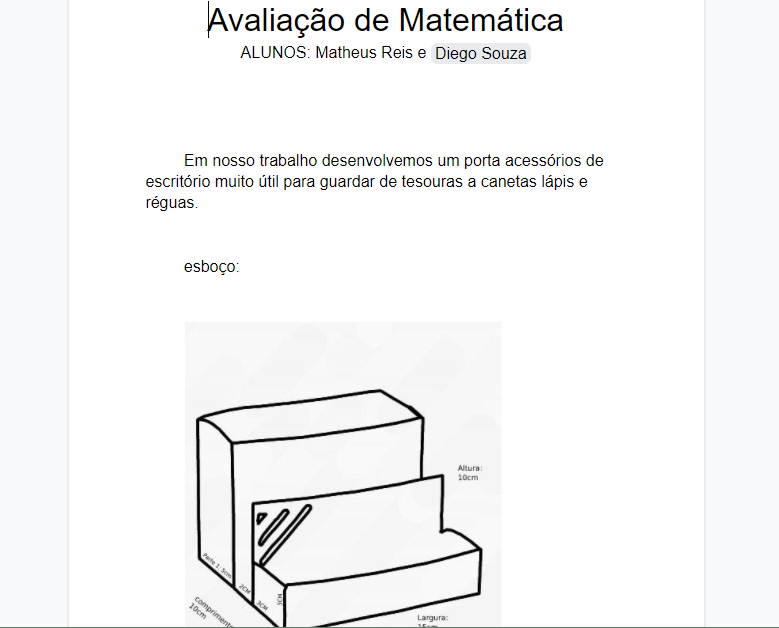 Avaliação de Matemática
ALUNOS: Matheus Reis e Diego Souza
Em nosso trabalho desenvolvemos um porta acessórios de
escritório muito útil para guardar de tesouras a canetas lápis e
réguas.
esboço:
Altura:
10cm
Parte 1: 5cm
2CM
3CM
3CM
comprimento
10cm
Largura:
15cm